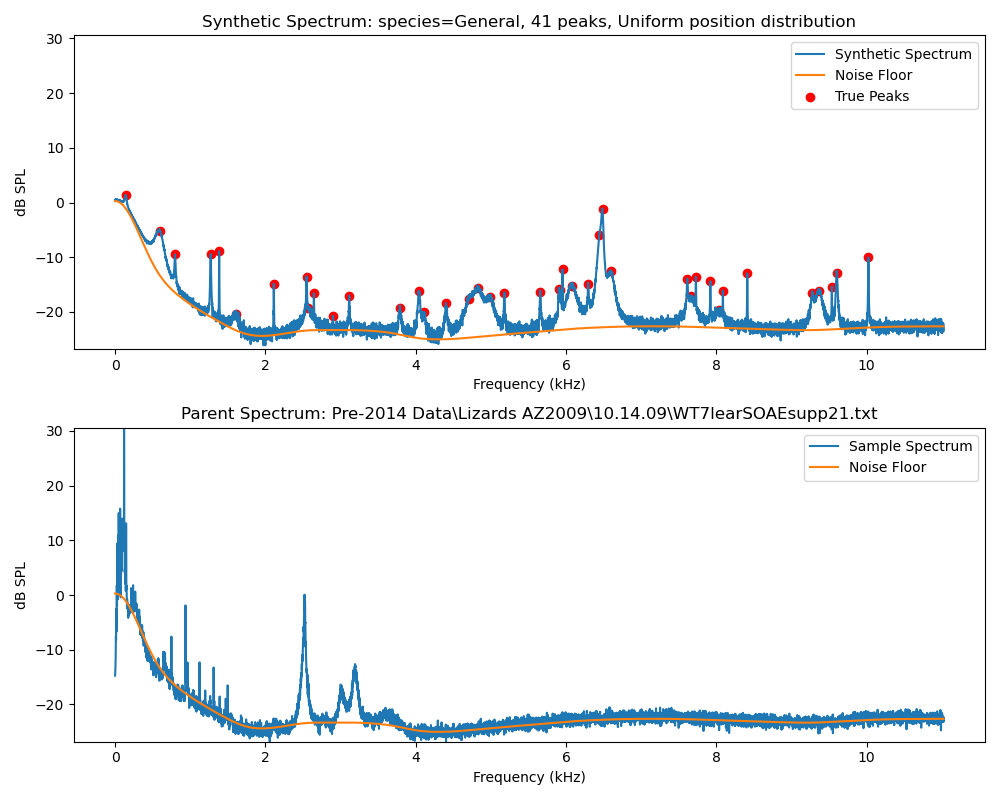 Synthetic Spectrum: species=General, 41 peaks, Uniform position distribution
30
20
10
0
−10
−20
dB SPL
Synthetic Spectrum
Noise Floor
True Peaks
0 2 4 6 8 10
Frequency (kHz)
Parent Spectrum: Pre-2014 Data\Lizards AZ2009\10.14.09\WT7learSOAEsupp21.txt
30
20
10
0
−10
−20
dB SPL
Sample Spectrum
Noise Floor
0 2 4 6 8 10
Frequency (kHz)